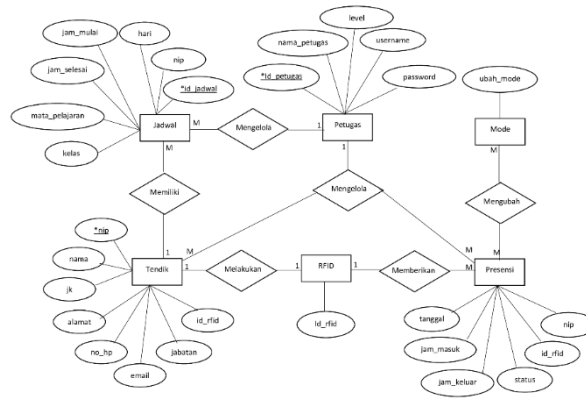 level
jam_mulai
hari
nama_petugas
username
nip
jam_selesai
*Id_petugas
password
*id_jadwal
ubah_mode
mata_pelajaran
Jadwal
M
Mengelola
1
Petugas
Mode
kelas
M
1
M
Memiliki
Mengelola
Mengubah
*nip
1
M
M
M
nama
Tendik
1
Melakukan
1
RFID
1
Memberikan
M
Presensi
jk
alamat
id_rfid
Id_rfid
tanggal
nip
no_hp
jabatan
jam_masuk
id_rfid
email
jam_keluar
status